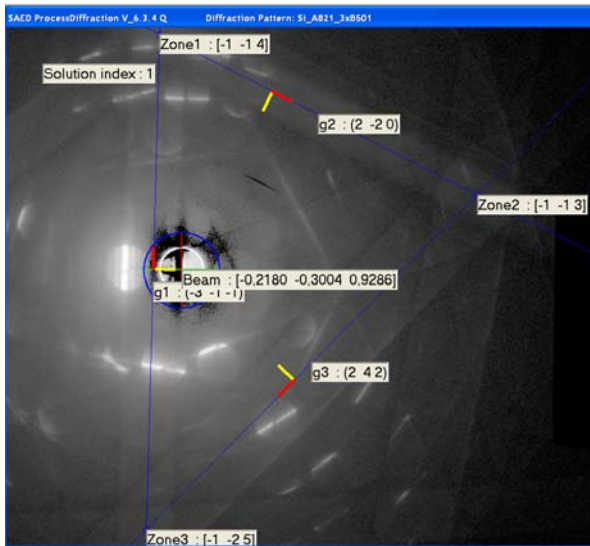 SAED ProcessDiffraction V_6.3.4 Q Diffraction Pattern: Si_A821_3xB501
Zone1 : [-1 -1 4]
Solution index : 1
g2 : (2 -2 0)
Zone2 : [-1 -1 3]
Beam : [-0,2180 -0,3004 0,9286]
g1 : (-3 -1 -1)
g3 : (2 4 2)
Zone3 : [-1 -2 5]